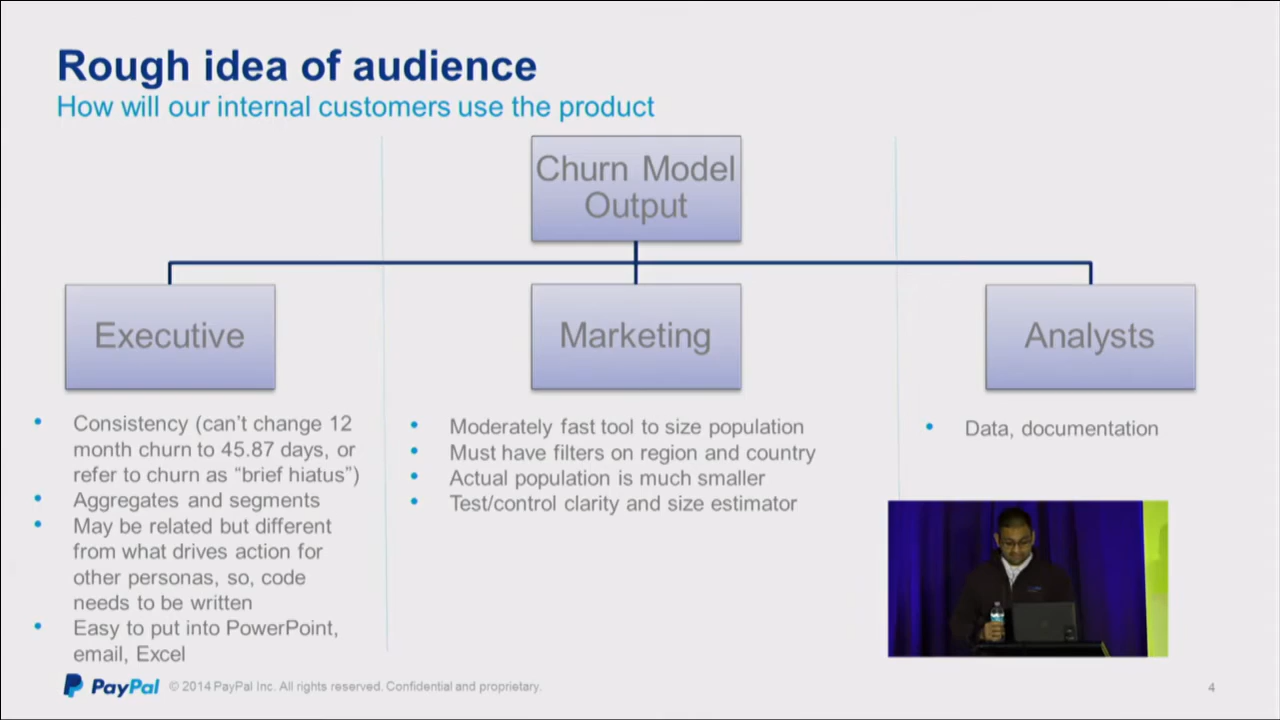 Rough idea of audience
How will our internal customers use the product
Churn Model
Output
Executive
Marketing
Analysts
• Consistency (can’t change 12
month churn to 45.87 days, or
refer to churn as “brief hiatus”)
• Aggregates and segments
• May be related but different
from what drives action for
other personas, so, code
needs to be written
• Easy to put into PowerPoint,
email, Excel
• Moderately fast tool to size population
• Must have filters on region and country
• Actual population is much smaller
• Test/control clarity and size estimator
• Data, documentation
PayPal © 2014 PayPal Inc. All rights reserved. Confidential and proprietary.
4